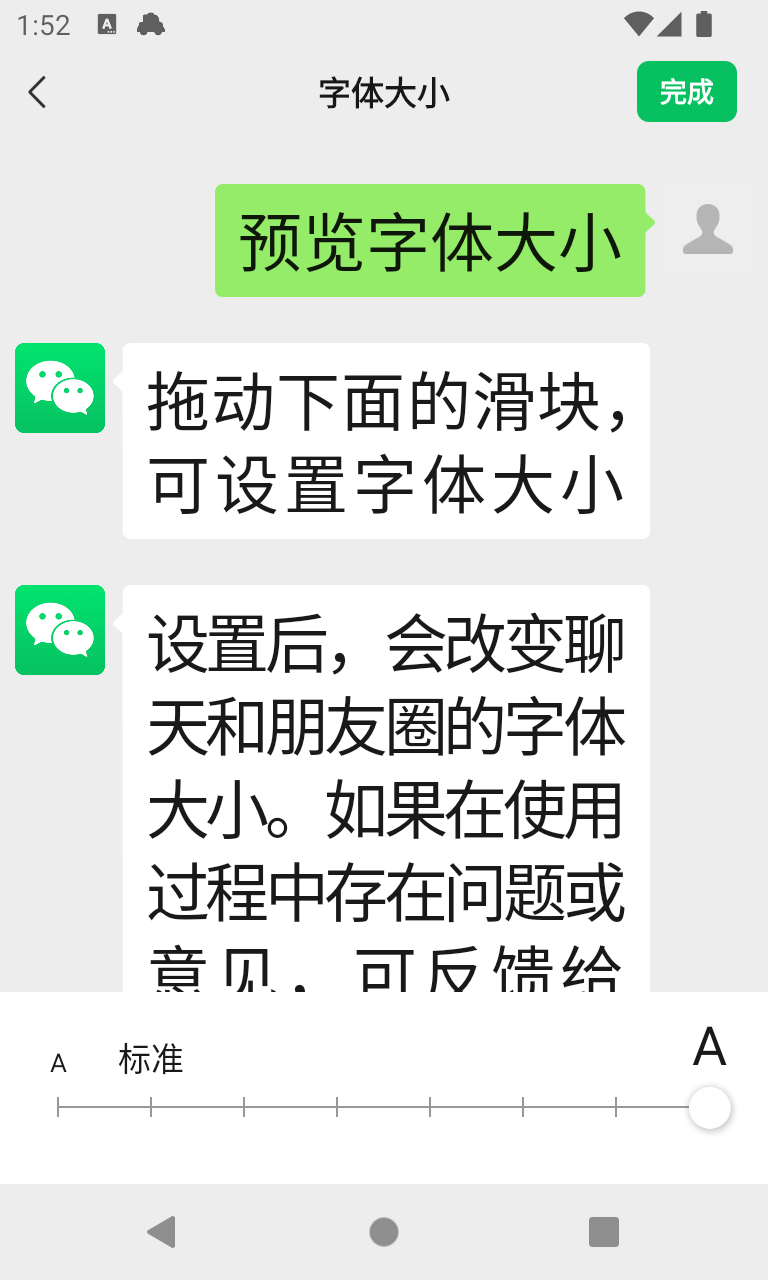 1:52
字体大小
完成
预览字体大小
拖动下面的滑块，
可设置字体大小
设置后，会改变聊
天和朋友圈的字体
大小。如果在使用
过程中存在问题或
意见，可反馈给
A
标准
A